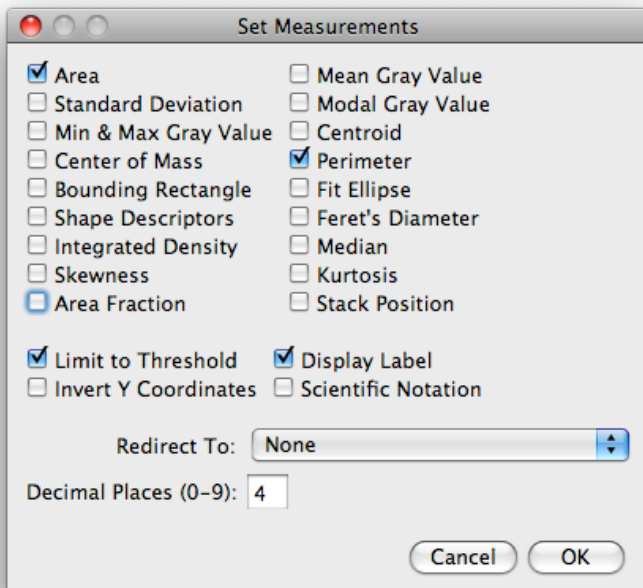 Set Measurements
Area Mean Gray Value
Standard Deviation Modal Gray Value
Min & Max Gray Value Centroid
Center of Mass Perimeter
Bounding Rectangle Fit Ellipse
Shape Descriptors Feret's Diameter
Integrated Density Median
Skewness Kurtosis
Area Fraction Stack Position
Limit to Threshold Display Label
Invert Y Coordinates Scientific Notation
Redirect To: None
Decimal Places (0-9): 4
Cancel OK